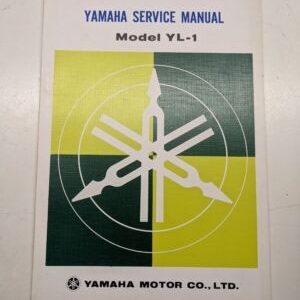 YAMAHA SERVICE MANUAL
Model YL-1
YAMAHA MOTOR CO., LTD.